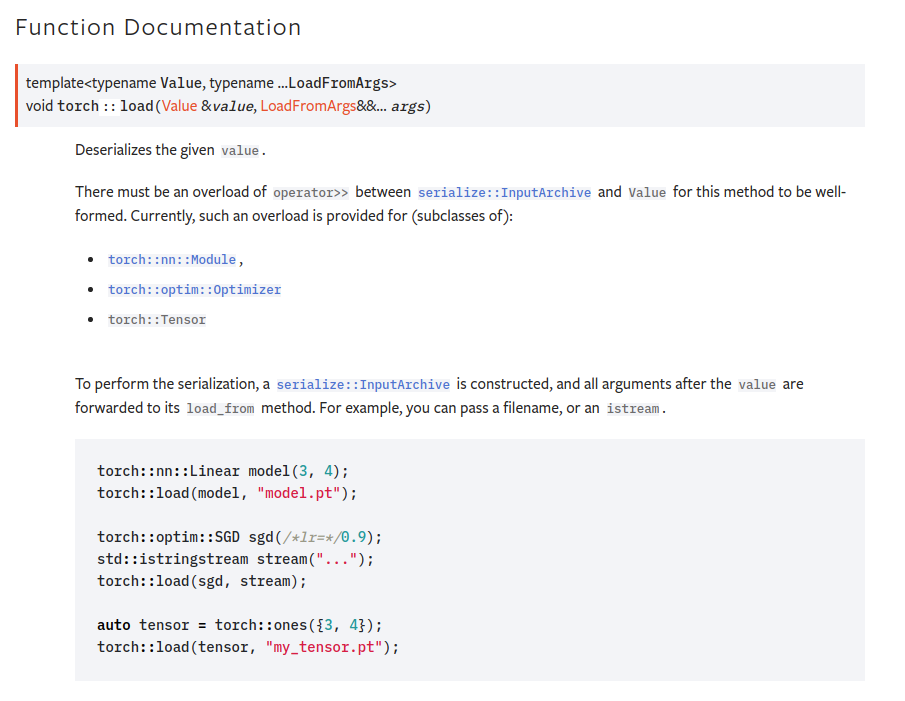 Function Documentation
template<typename Value, typename ...LoadFromArgs>
void torch::load(Value &value, LoadFromArgs&&... args)
Deserializes the given value.
There must be an overload of operator>> between serialize::InputArchive and Value for this method to be well-
formed. Currently, such an overload is provided for (subclasses of):
• torch::nn::Module,
• torch::optim::Optimizer
• torch::Tensor
To perform the serialization, a serialize::InputArchive is constructed, and all arguments after the value are
forwarded to its load_from method. For example, you can pass a filename, or an istream.
torch::nn::Linear model(3, 4);
torch::load(model, "model.pt");
torch::optim::SGD sgd(/*lr=*/0.9);
std::istringstream stream("...");
torch::load(sgd, stream);
auto tensor = torch::ones({3, 4});
torch::load(tensor, "my_tensor.pt");